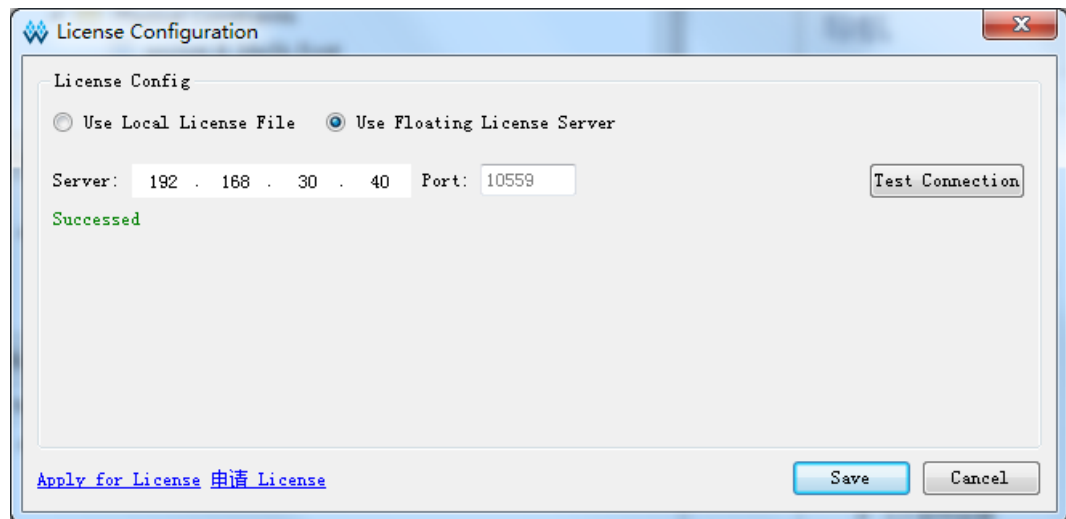 License Configuration
License Config
Use Local License File Use Floating License Server
Server: 192 . 168 . 30 . 40 Port: 10559 Test Connection
Successed
Apply for License 申请 License Save Cancel